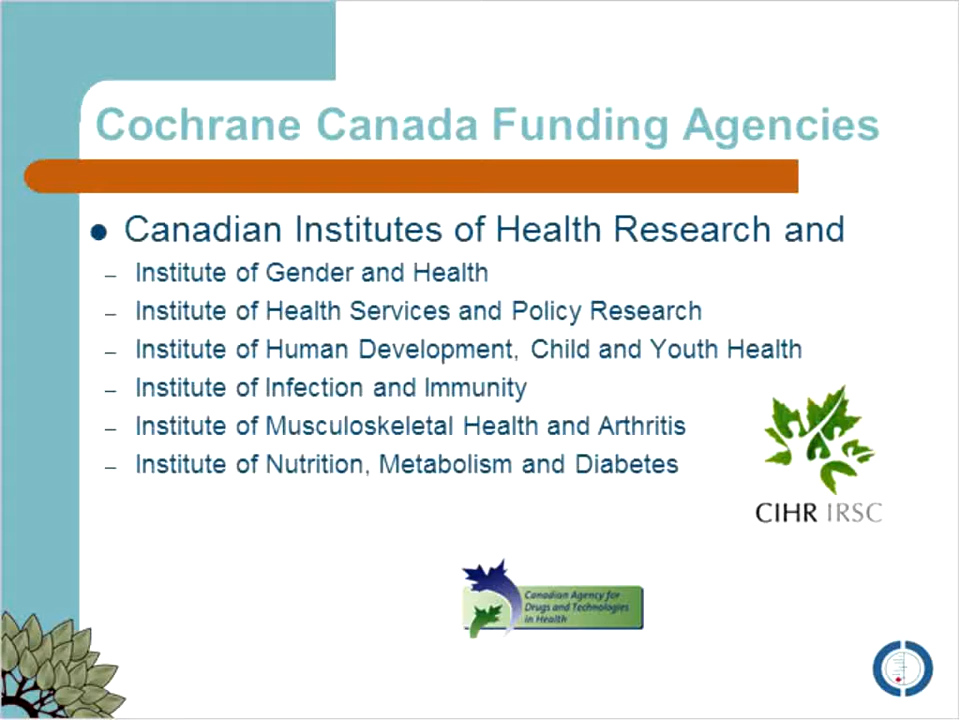 Cochrane Canada Funding Agencies
● Canadian Institutes of Health Research and
– Institute of Gender and Health
– Institute of Health Services and Policy Research
– Institute of Human Development, Child and Youth Health
– Institute of Infection and Immunity
– Institute of Musculoskeletal Health and Arthritis
– Institute of Nutrition, Metabolism and Diabetes
CIHR IRSC
Canadian Agency for
Drugs and Technologies
in Health